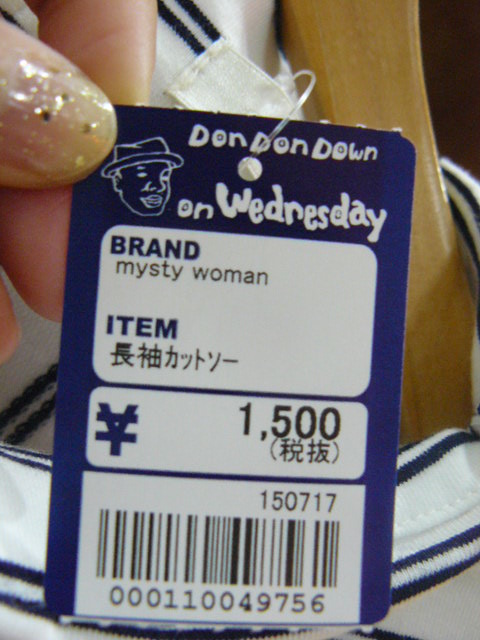 Don Don Down
on Wednesday
BRAND
mysty woman
ITEM
長袖カットソー
¥ 1,500
(税抜)
150717
000110049756